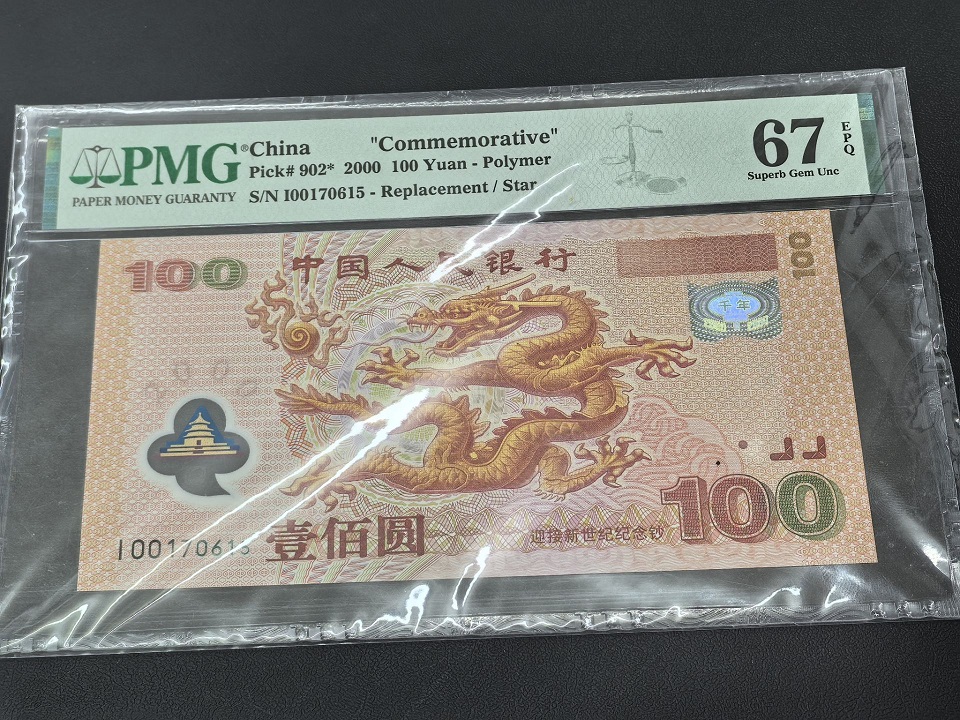 PMG®
PAPER MONEY GUARANTY
China "Commemorative"
Pick# 902* 2000 100 Yuan - Polymer
S/N I00170615 - Replacement / Star
67
EPQ
Superb Gem Unc
100
中国人民银行
100
千年
I00170615
壹佰圆
迎接新世纪纪念钞
100